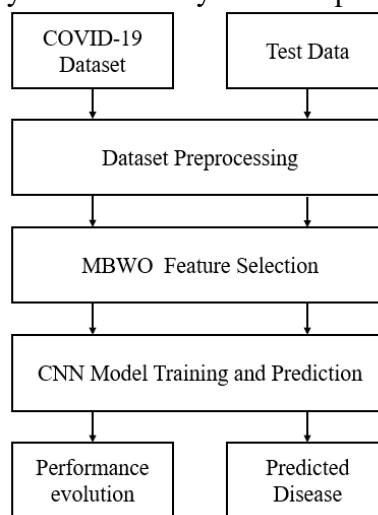 COVID-19
Dataset
Test Data
Dataset Preprocessing
MBWO Feature Selection
CNN Model Training and Prediction
Performance
evolution
Predicted
Disease